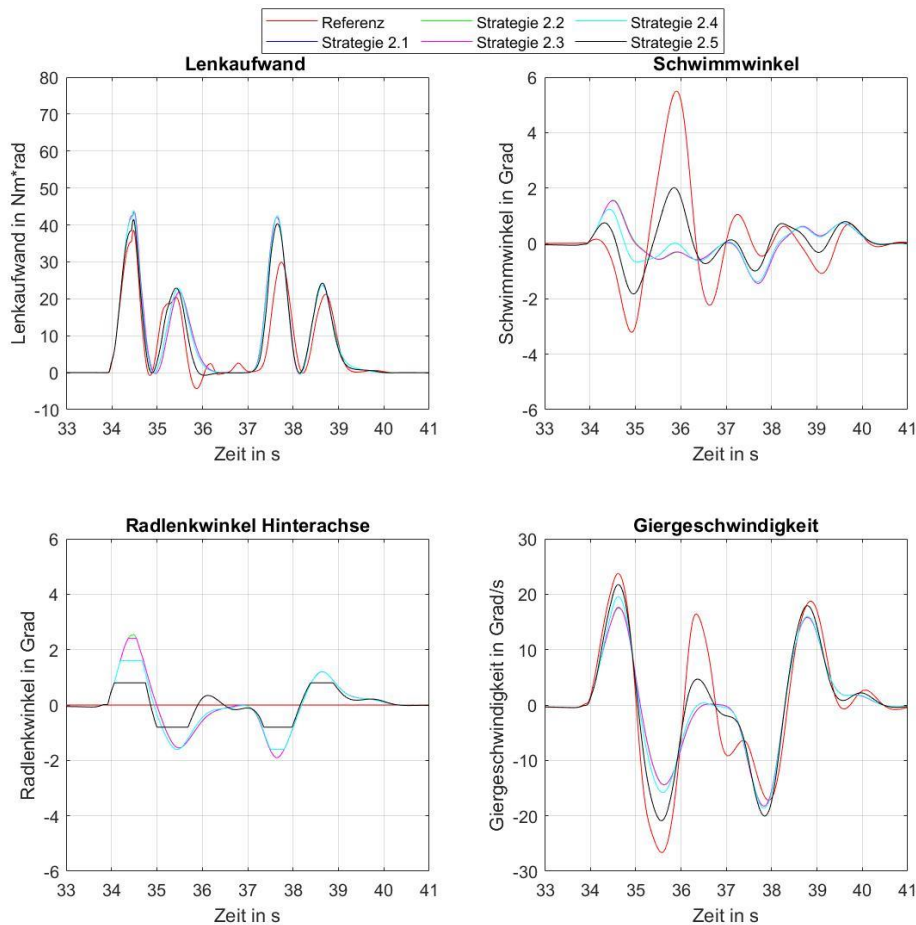 Referenz Strategie 2.2 Strategie 2.4
Strategie 2.1 Strategie 2.3 Strategie 2.5
Lenkaufwand
Lenkaufwand in Nm*rad
80
70
60
50
40
30
20
10
0
-10
33 34 35 36 37 38 39 40 41
Zeit in s
Schwimmwinkel
Schwimmwinkel in Grad
6
4
2
0
-2
-4
-6
33 34 35 36 37 38 39 40 41
Zeit in s
Radlenkwinkel Hinterachse
Radlenkwinkel in Grad
6
4
2
0
-2
-4
-6
33 34 35 36 37 38 39 40 41
Zeit in s
Giergeschwindigkeit
Giergeschwindigkeit in Grad/s
30
20
10
0
-10
-20
-30
33 34 35 36 37 38 39 40 41
Zeit in s